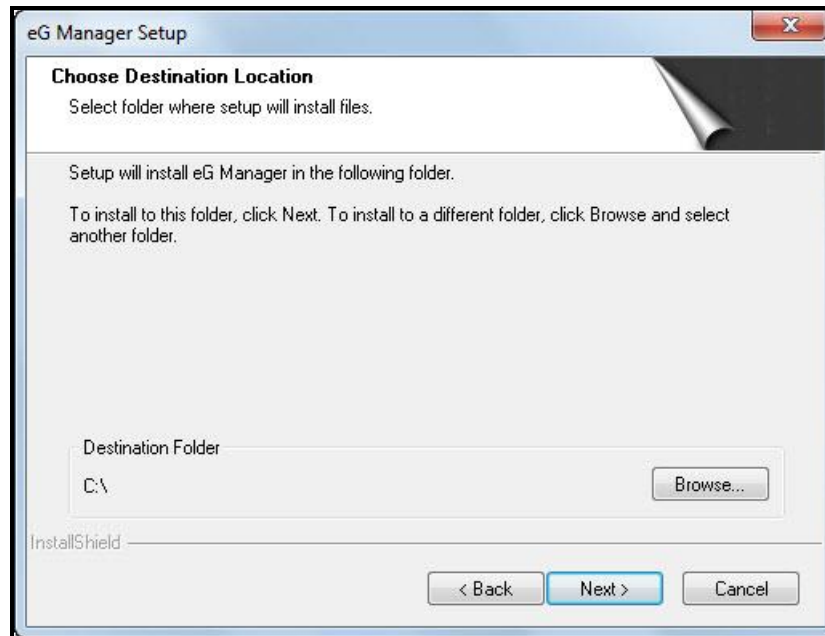 eG Manager Setup
Choose Destination Location
Select folder where setup will install files.
Setup will install eG Manager in the following folder.
To install to this folder, click Next. To install to a different folder, click Browse and select
another folder.
Destination Folder
C:\
Browse...
InstallShield
< Back
Next >
Cancel